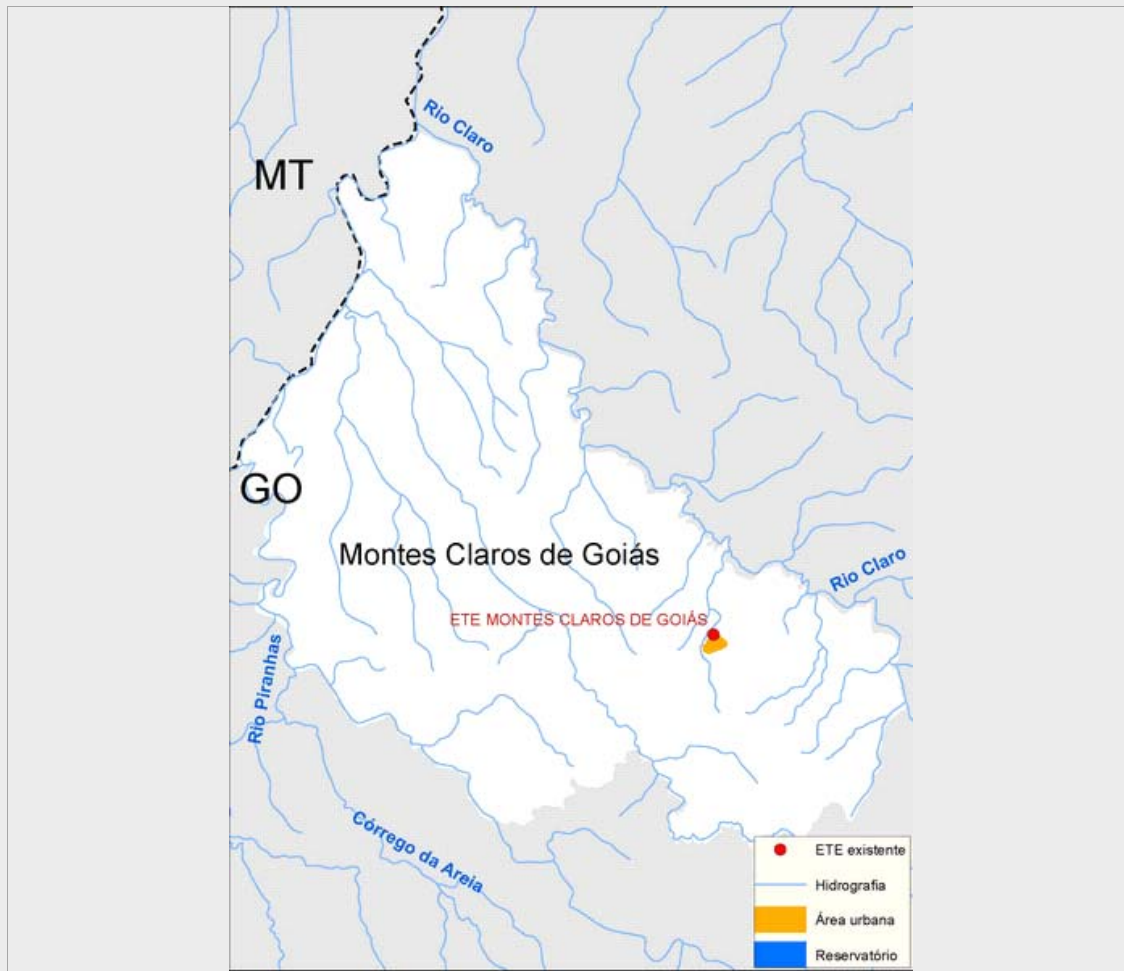 Rio Claro
MT
GO
Montes Claros de Goiás
Rio Claro
ETE MONTES CLAROS DE GOIÁS
Rio Piranhas
Córrego da Areia
ETE existente
Hidrografia
Área urbana
Reservatório